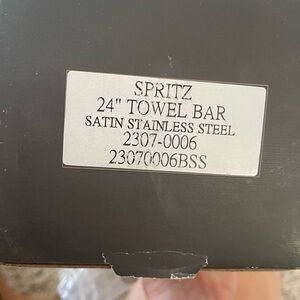 SPRITZ
24" TOWEL BAR
SATIN STAINLESS STEEL
2307-0006
23070006BSS